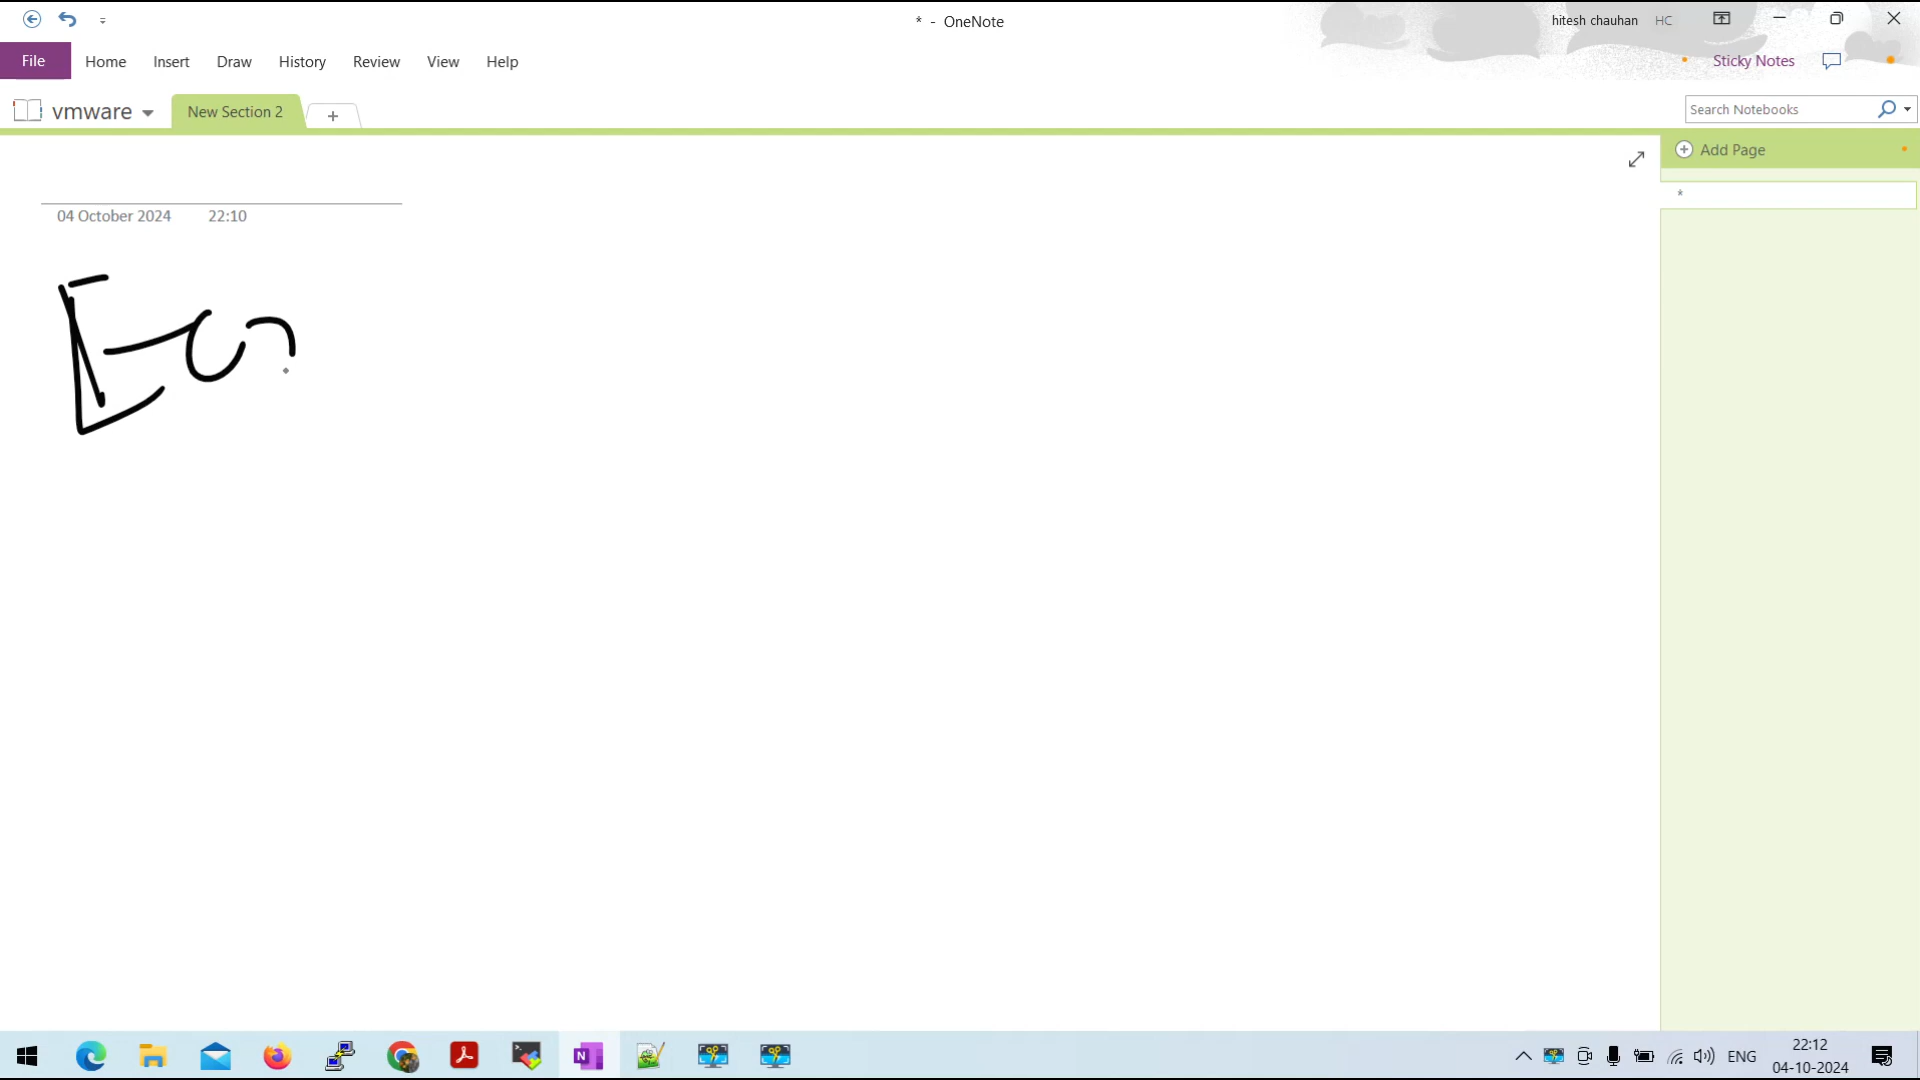 * - OneNote
hitesh chauhan HC
File Home Insert Draw History Review View Help
Sticky Notes
vmware
New Section 2
+
Search Notebooks
Add Page
*
04 October 2024 22:10
ENG
22:12
04-10-2024